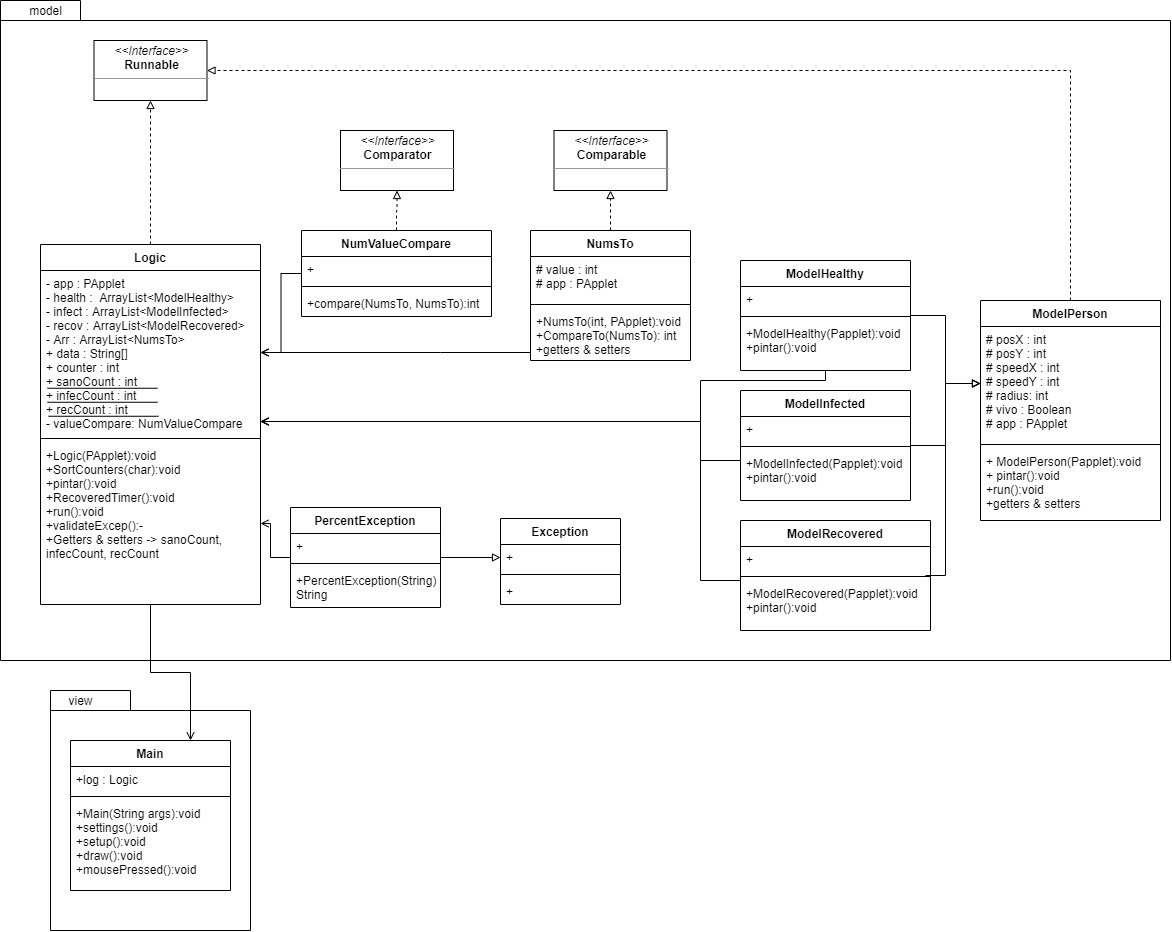 model
<<Interface>>
Runnable
<<Interface>>
Comparator
<<Interface>>
Comparable
Logic
- app : PApplet
- health :  ArrayList<ModelHealthy>
- infect : ArrayList<ModelInfected>
- recov : ArrayList<ModelRecovered>
- Arr : ArrayList<NumsTo>
+ data : String[]
+ counter : int
+ sanoCount : int
+ infecCount : int
+ recCount : int
- valueCompare: NumValueCompare
+Logic(PApplet):void
+SortCounters(char):void
+pintar():void
+RecoveredTimer():void
+run():void
+validateExcep():-
+Getters & setters -> sanoCount,
infecCount, recCount
NumValueCompare
+
+compare(NumsTo, NumsTo):int
NumsTo
# value : int
# app : PApplet
+NumsTo(int, PApplet):void
+CompareTo(NumsTo): int
+getters & setters
ModelHealthy
+
+ModelHealthy(Papplet):void
+pintar():void
ModelInfected
+
+ModelInfected(Papplet):void
+pintar():void
ModelRecovered
+
+ModelRecovered(Papplet):void
+pintar():void
ModelPerson
# posX : int
# posY : int
# speedX : int
# speedY : int
# radius: int
# vivo : Boolean
# app : PApplet
+ ModelPerson(Papplet):void
+ pintar():void
+run():void
+getters & setters
PercentException
+
+PercentException(String)
String
Exception
+
+
view
Main
+log : Logic
+Main(String args):void
+settings():void
+setup():void
+draw():void
+mousePressed():void